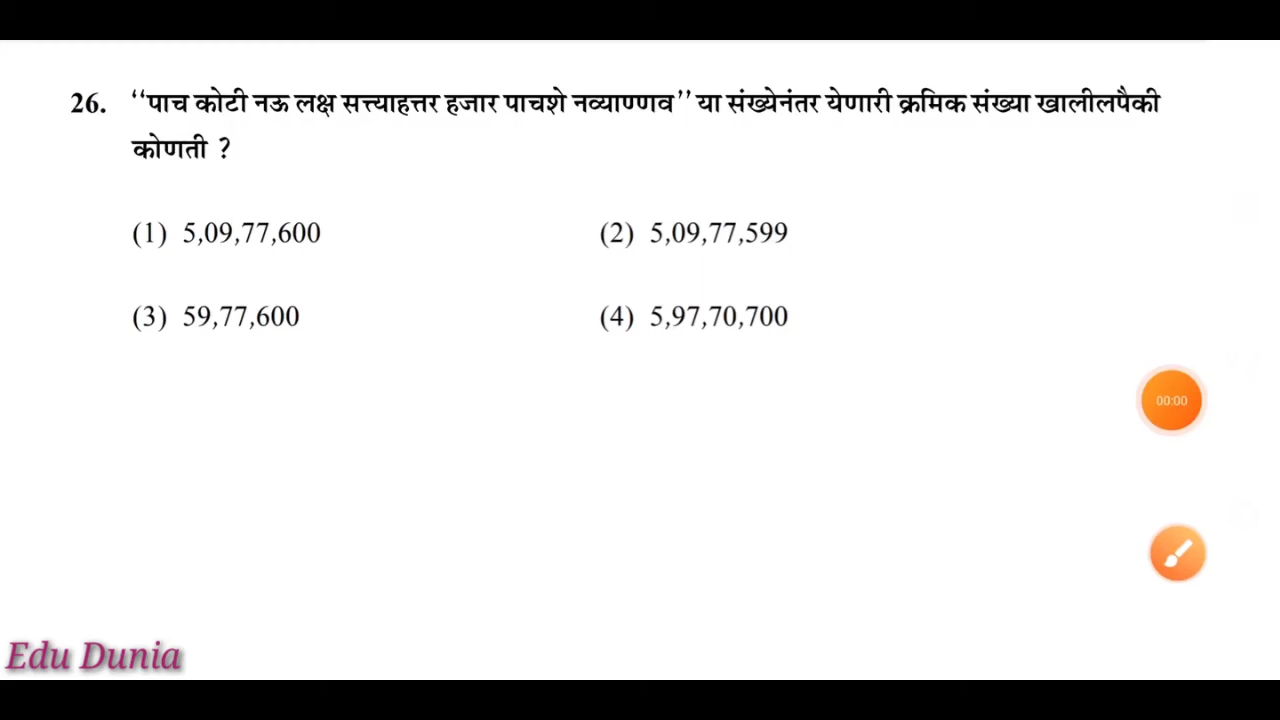 26. ‘‘पाच कोटी नऊ लक्ष सत्त्याहत्तर हजार पाचशे नव्याण्णव’’ या संख्येनंतर येणारी क्रमिक संख्या खालीलपैकी
कोणती ?
(1) 5,09,77,600 (2) 5,09,77,599
(3) 59,77,600 (4) 5,97,70,700
00:00
Edu Dunia